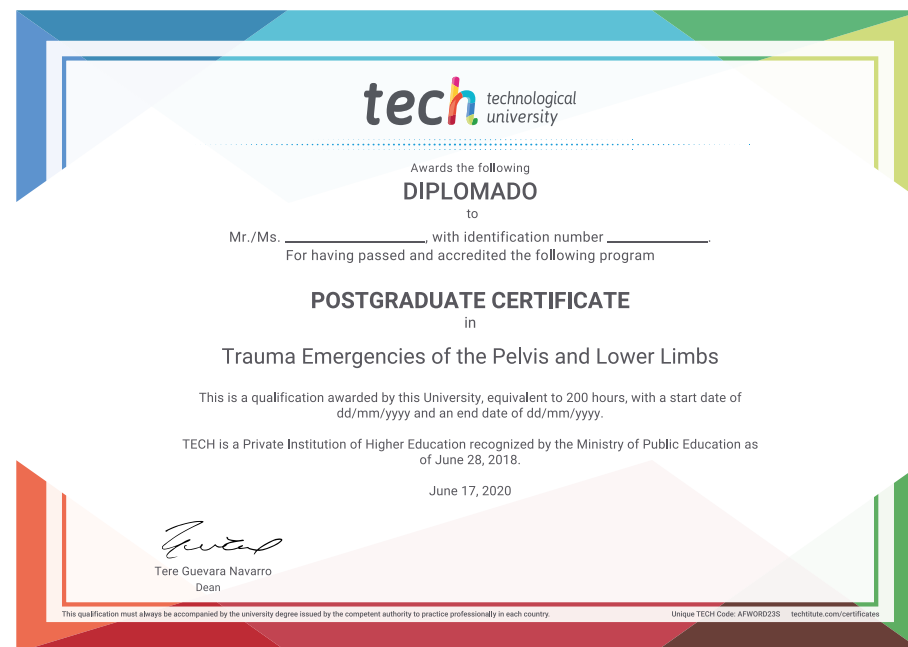 tech technological
university
Awards the following
DIPLOMADO
to
Mr./Ms. ____________________, with identification number ______________.
For having passed and accredited the following program
POSTGRADUATE CERTIFICATE
in
Trauma Emergencies of the Pelvis and Lower Limbs
This is a qualification awarded by this University, equivalent to 200 hours, with a start date of
dd/mm/yyyy and an end date of dd/mm/yyyy.
TECH is a Private Institution of Higher Education recognized by the Ministry of Public Education as
of June 28, 2018.
June 17, 2020
Tere Guevara Navarro
Dean
This qualification must always be accompanied by the university degree issued by the competent authority to practice professionally in each country.
Unique TECH Code: AFWORD23S techtitute.com/certificates